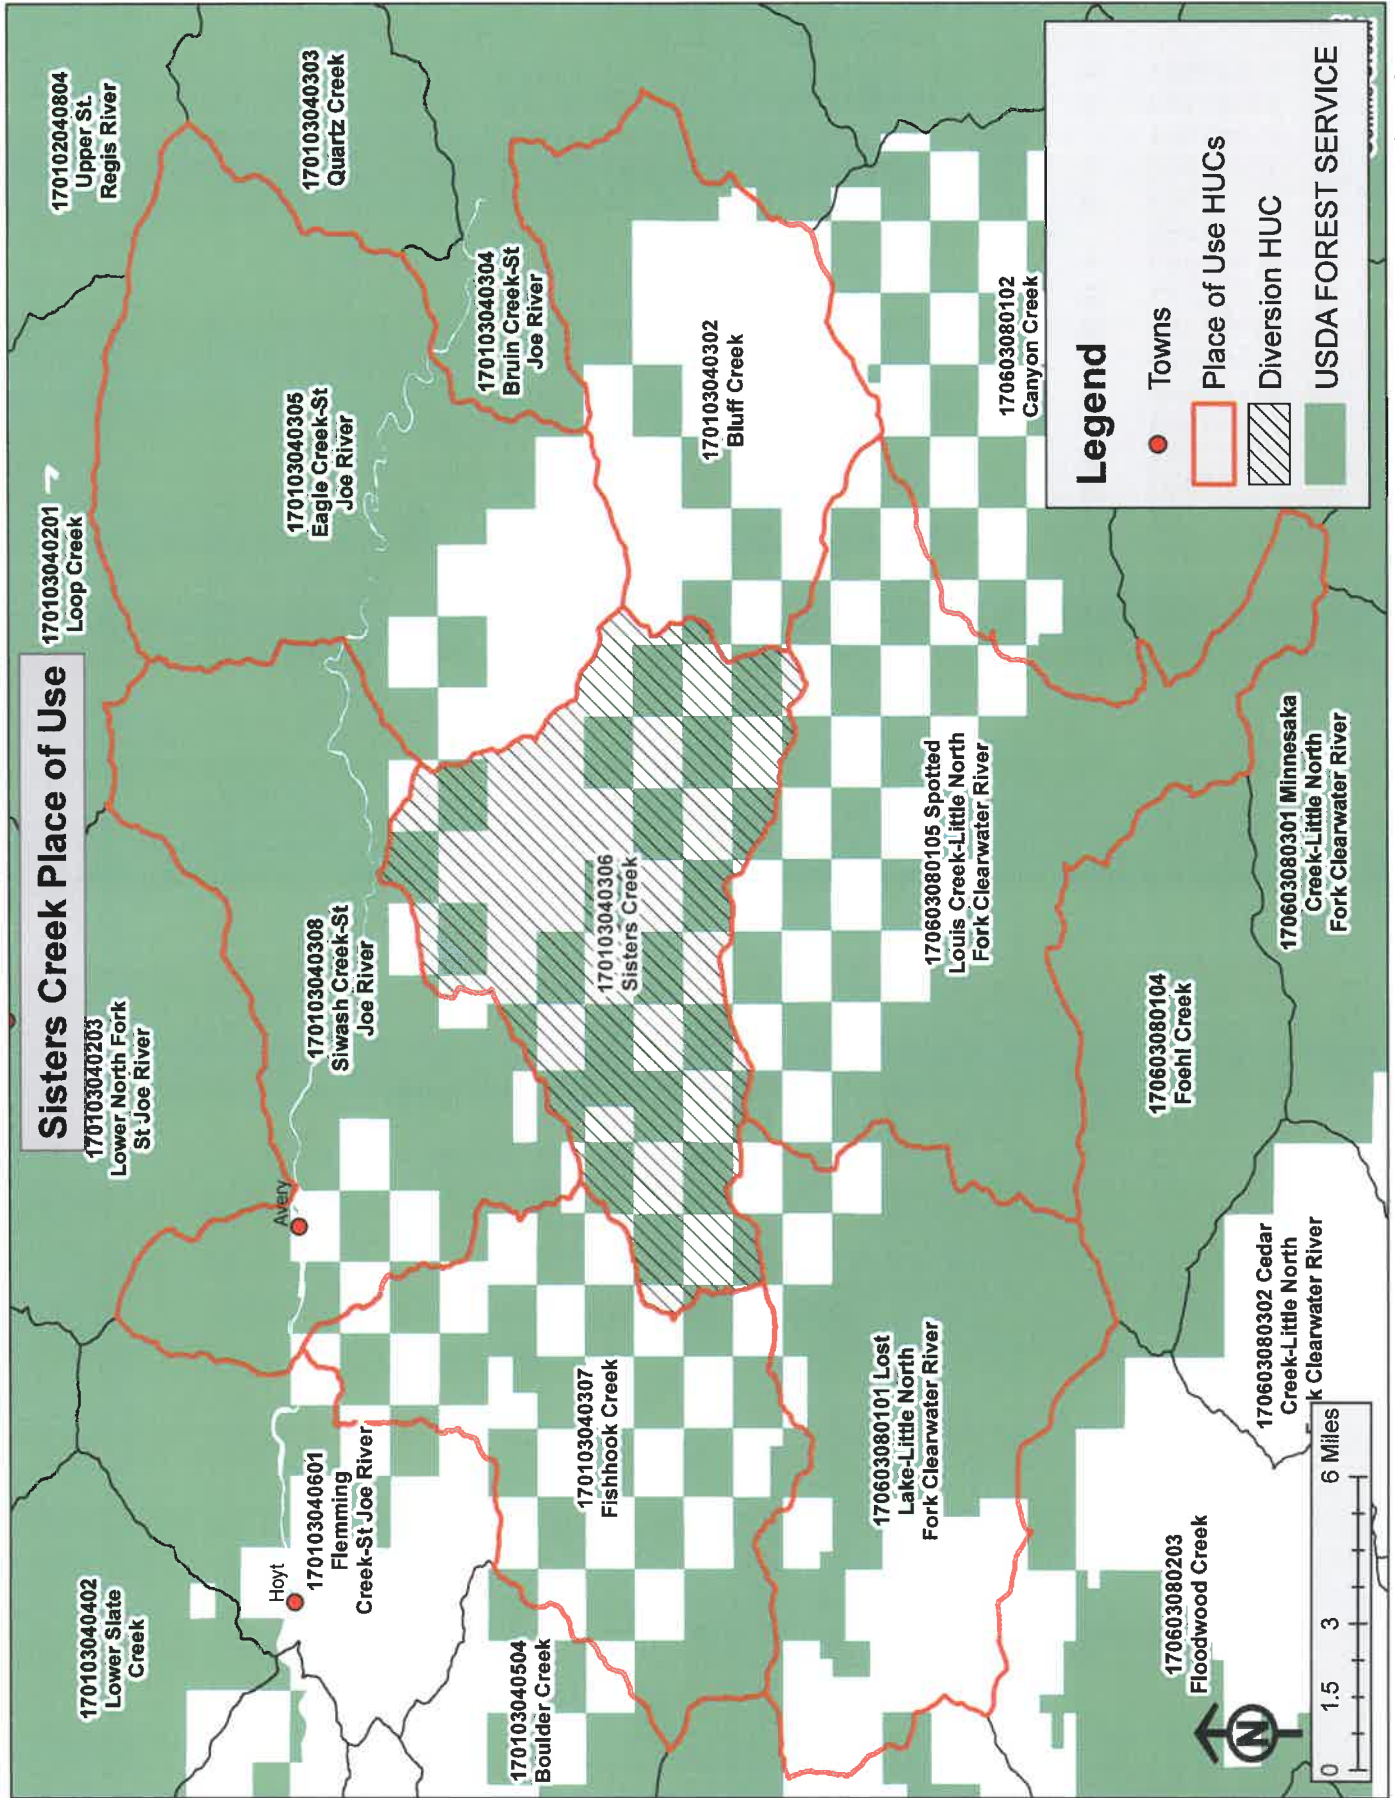 Sisters Creek Place of Use
170102040804
Upper St.
Regis River
170103040201
Loop Creek
170103040303
Quartz Creek
170103040203
Lower North Fork
St Joe River
170103040402
Lower Slate
Creek
170103040305
Eagle Creek-St
Joe River
170103040308
Siwash Creek-St
Joe River
Avery
Hoyt
170103040601
Flemming
Creek-St Joe River
170103040304
Bruin Creek-St
Joe River
170103040504
Boulder Creek
170103040307
Fishhook Creek
170103040306
Sisters Creek
170103040302
Bluff Creek
170603080101 Lost
Lake-Little North
Fork Clearwater River
170603080105 Spotted
Louis Creek-Little North
Fork Clearwater River
170603080102
Canyon Creek
170603080104
Foehl Creek
170603080203
Floodwood Creek
170603080302 Cedar
Creek-Little North
k Clearwater River
170603080301 Minnesaka
Creek-Little North
Fork Clearwater River
Legend
Towns
Place of Use HUCs
Diversion HUC
USDA FOREST SERVICE
N
0 1.5 3 6 Miles